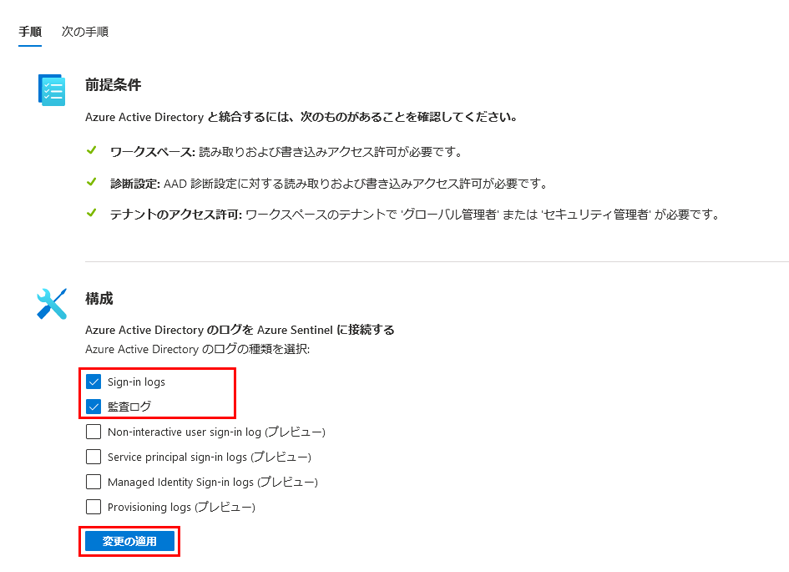 手順 次の手順
前提条件
Azure Active Directory と統合するには、次のものがあることを確認してください。
ワークスペース: 読み取りおよび書き込みアクセス許可が必要です。
診断設定: AAD 診断設定に対する読み取りおよび書き込みアクセス許可が必要です。
テナントのアクセス許可: ワークスペースのテナントで 'グローバル管理者' または 'セキュリティ管理者' が必要です。
構成
Azure Active Directory のログを Azure Sentinel に接続する
Azure Active Directory のログの種類を選択:
Sign-in logs
監査ログ
Non-interactive user sign-in log (プレビュー)
Service principal sign-in logs (プレビュー)
Managed Identity Sign-in logs (プレビュー)
Provisioning logs (プレビュー)
変更の適用